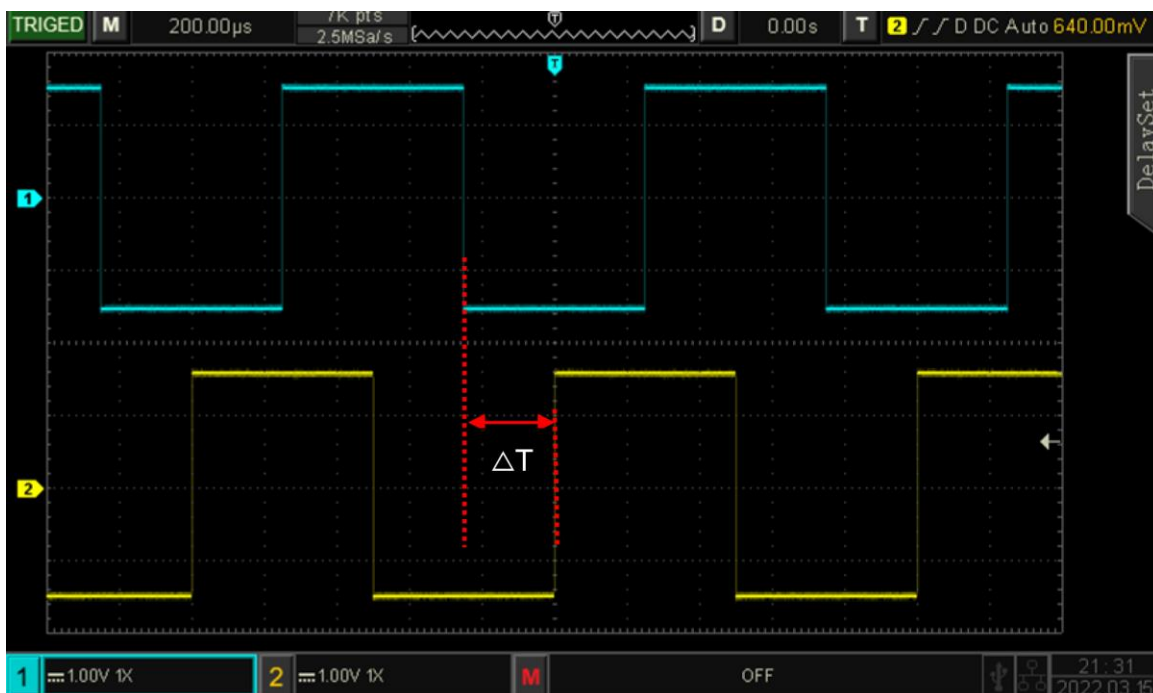 TRIGED M 200.00μs 7K pts D 0.00s T 2 D DC Auto 640.00mV
2.5MSa/s
T
T
DelaySet
1
△T
2
1 1.00V 1X 2 1.00V 1X M OFF 21:31
2022.03.15